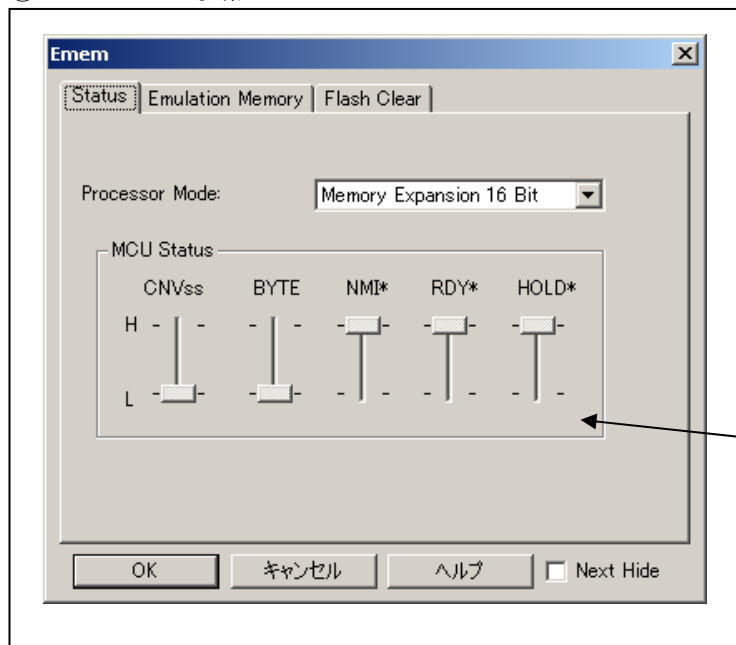 Emem
Status Emulation Memory Flash Clear
Processor Mode: Memory Expansion 16 Bit
MCU Status
CNVss BYTE NMI* RDY* HOLD*
H
L
OK キャンセル ヘルプ Next Hide